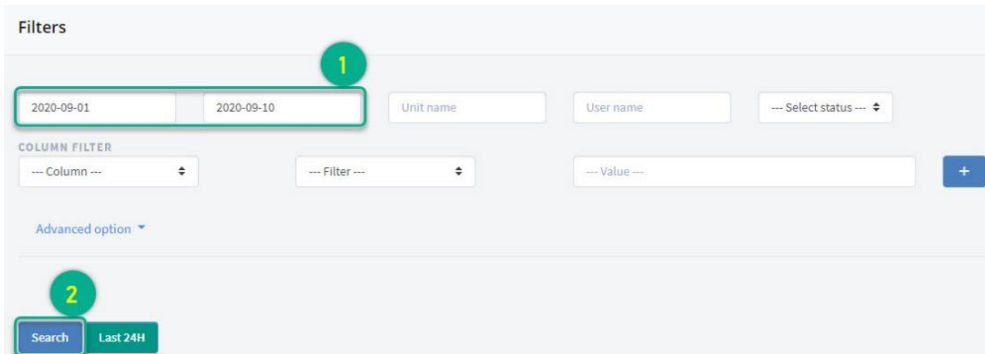 Filters
1
2020-09-01 2020-09-10 Unit name User name --- Select status ---
COLUMN FILTER
--- Column --- --- Filter --- --- Value --- +
Advanced option
2
Search Last 24H